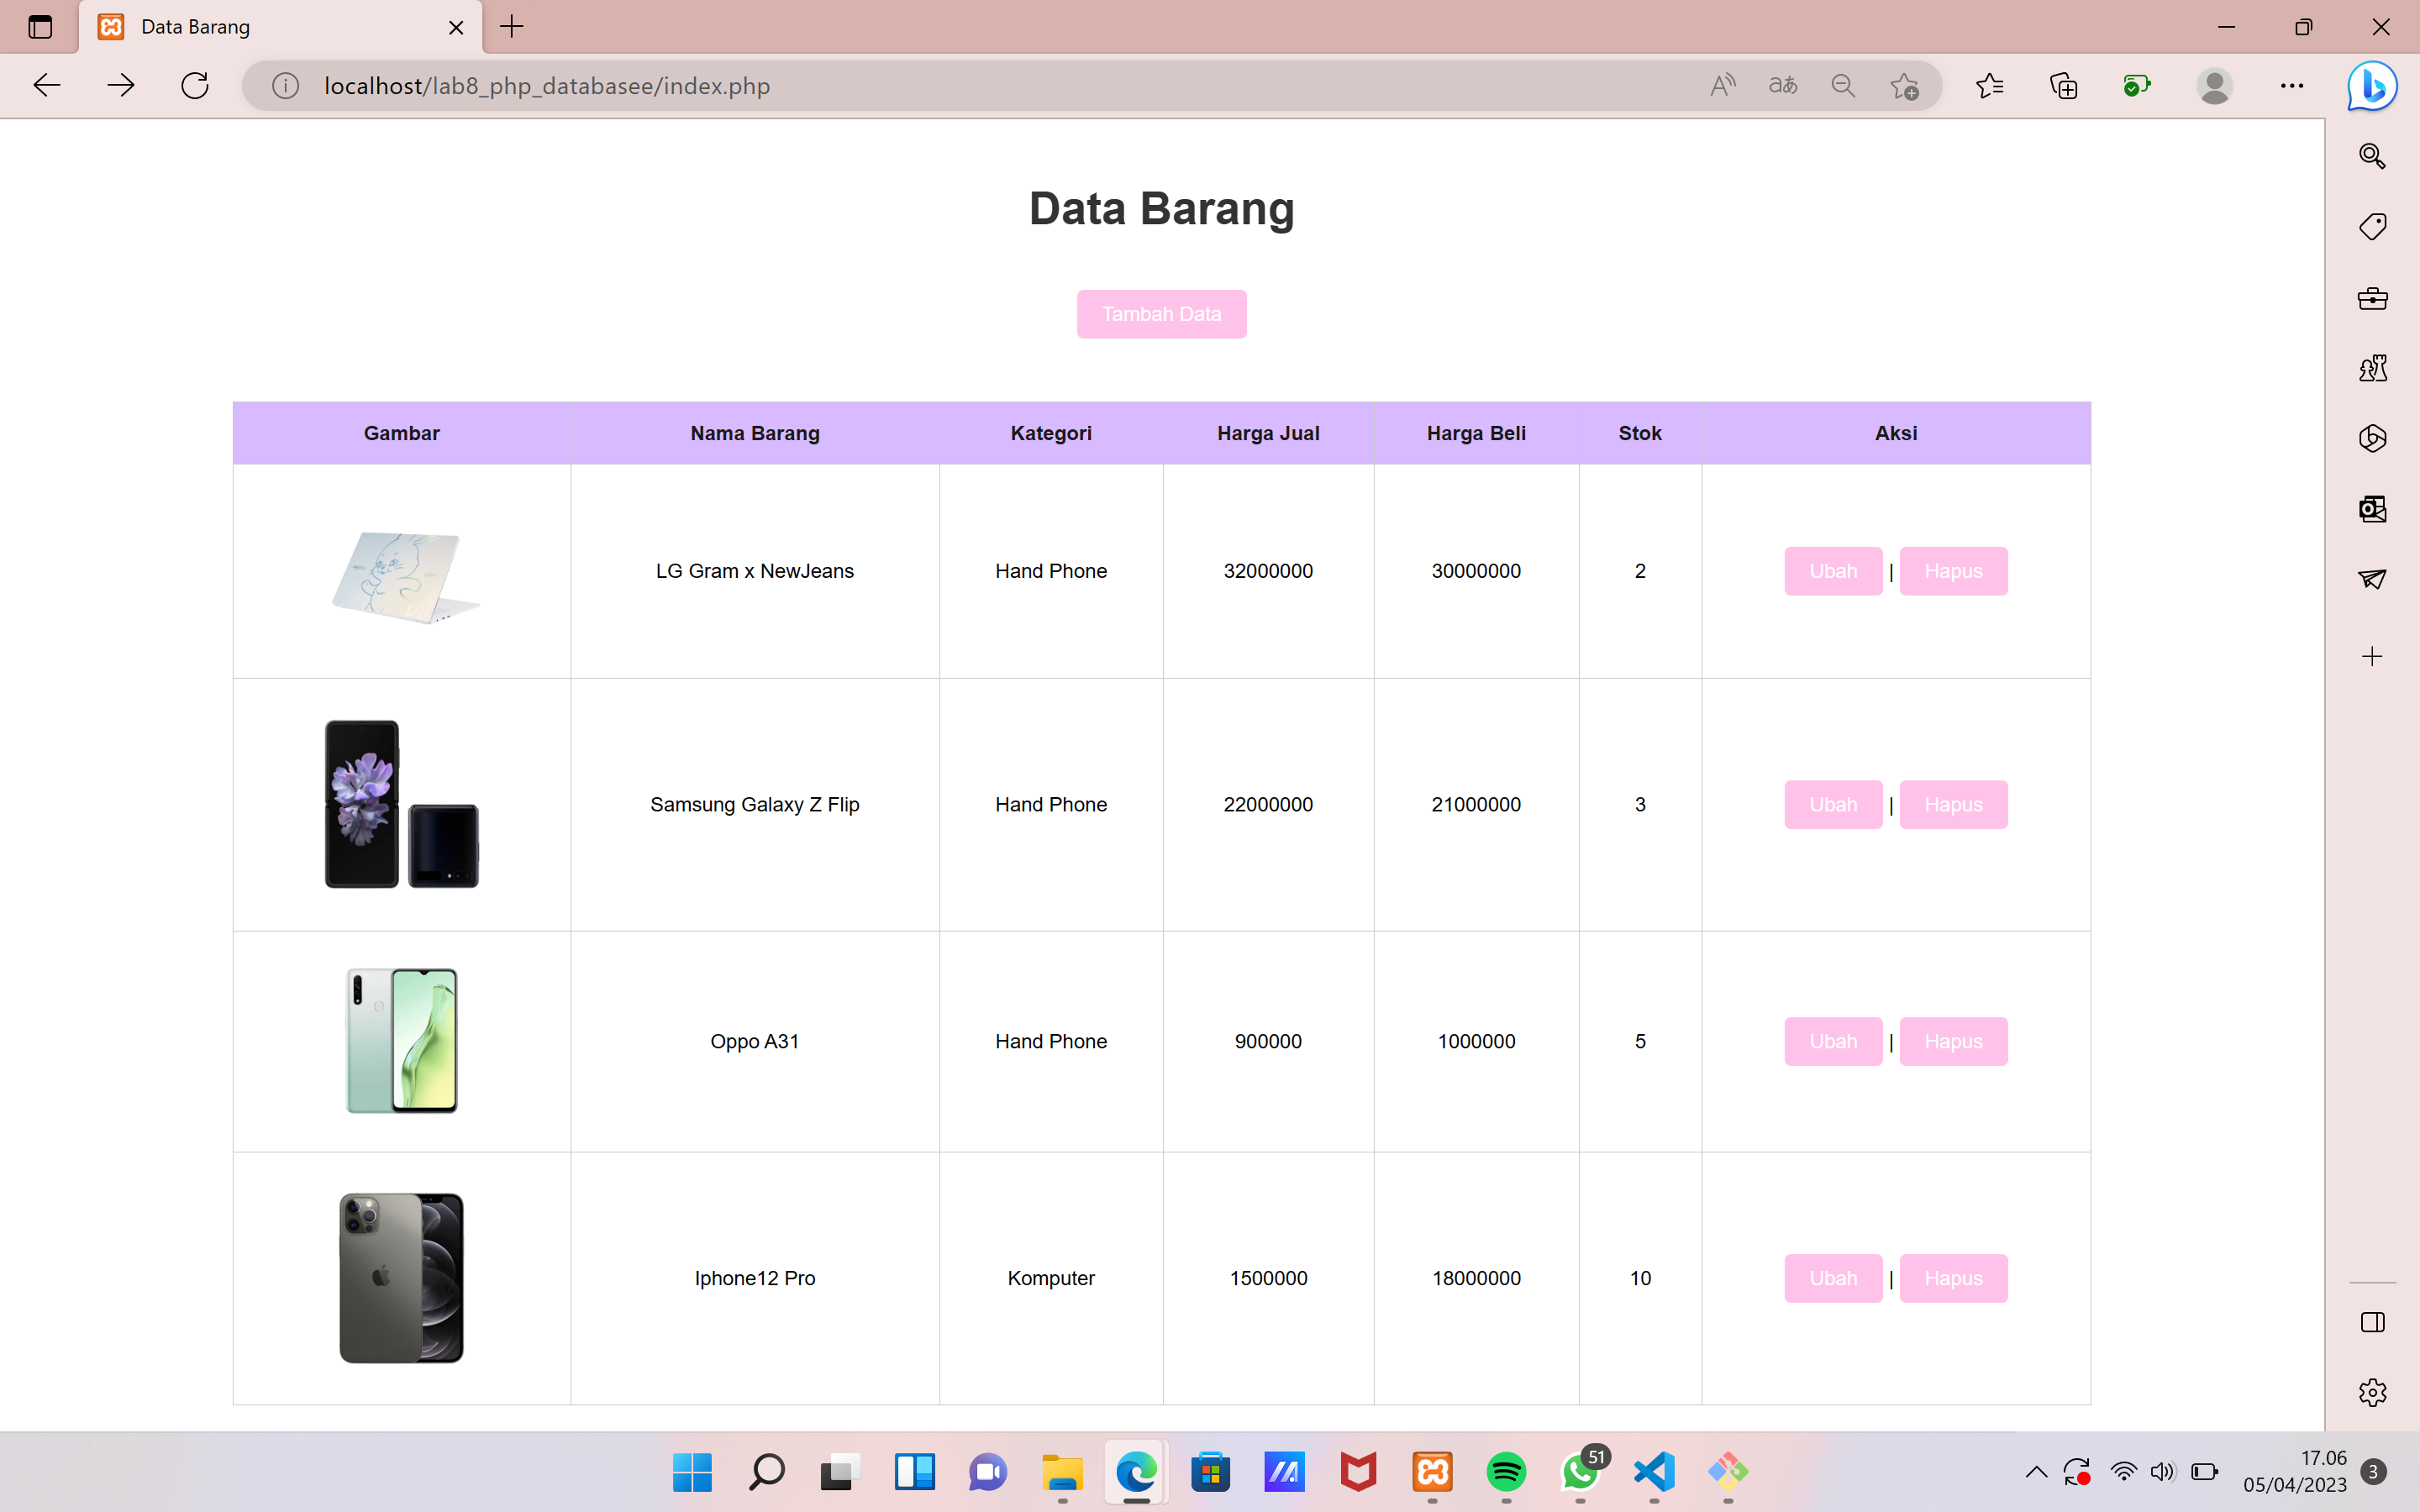 Data Barang
localhost/lab8_php_databasee/index.php
Data Barang
Tambah Data
Gambar Nama Barang Kategori Harga Jual Harga Beli Stok Aksi
LG Gram x NewJeans Hand Phone 32000000 30000000 2 Ubah | Hapus
Samsung Galaxy Z Flip Hand Phone 22000000 21000000 3 Ubah | Hapus
Oppo A31 Hand Phone 900000 1000000 5 Ubah | Hapus
Iphone12 Pro Komputer 1500000 18000000 10 Ubah | Hapus
51
17.06
05/04/2023
3